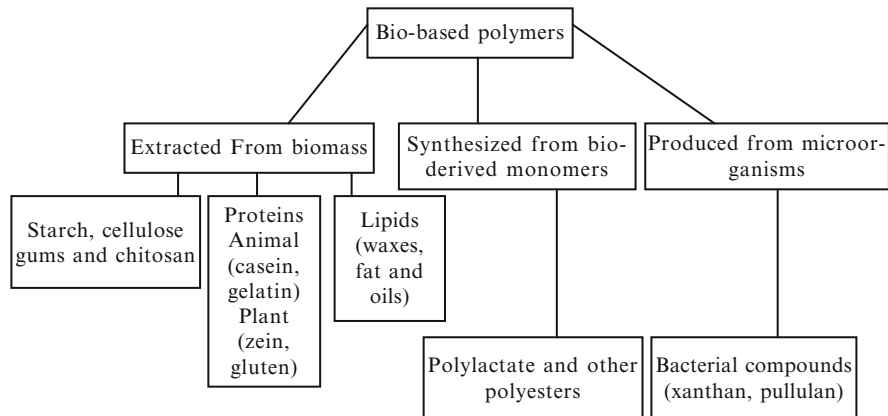 Bio-based polymers
Extracted From biomass
Synthesized from bio-
derived monomers
Produced from microor-
ganisms
Starch, cellulose
gums and chitosan
Proteins
Animal
(casein,
gelatin)
Plant
(zein,
gluten)
Lipids
(waxes,
fat and
oils)
Polylactate and other
polyesters
Bacterial compounds
(xanthan, pullulan)